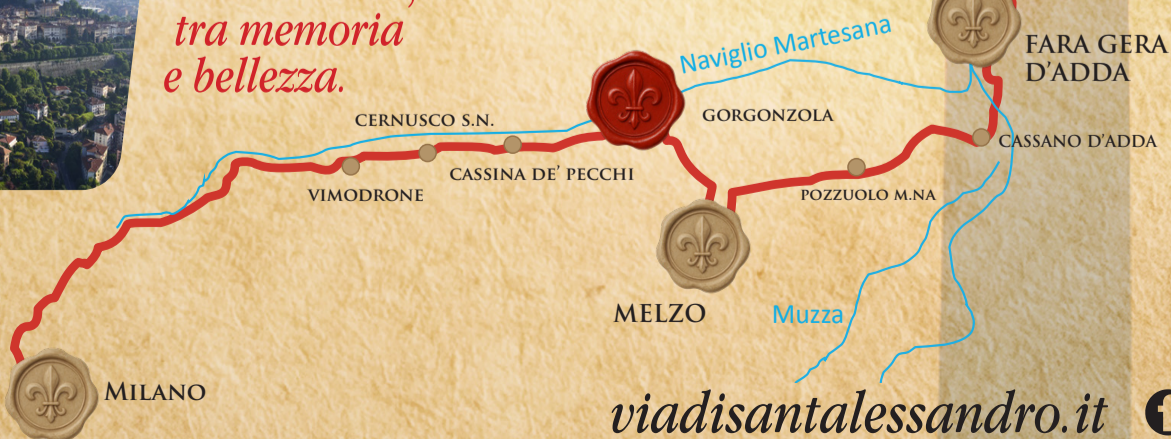 tra memoria
e bellezza.
Naviglio Martesana
FARA GERA
D'ADDA
CERNUSCO S.N.
GORGONZOLA
CASSANO D'ADDA
CASSINA DE' PECCHI
VIMODRONE
POZZUOLO M.NA
MELZO
Muzza
MILANO
viadisantalessandro.it